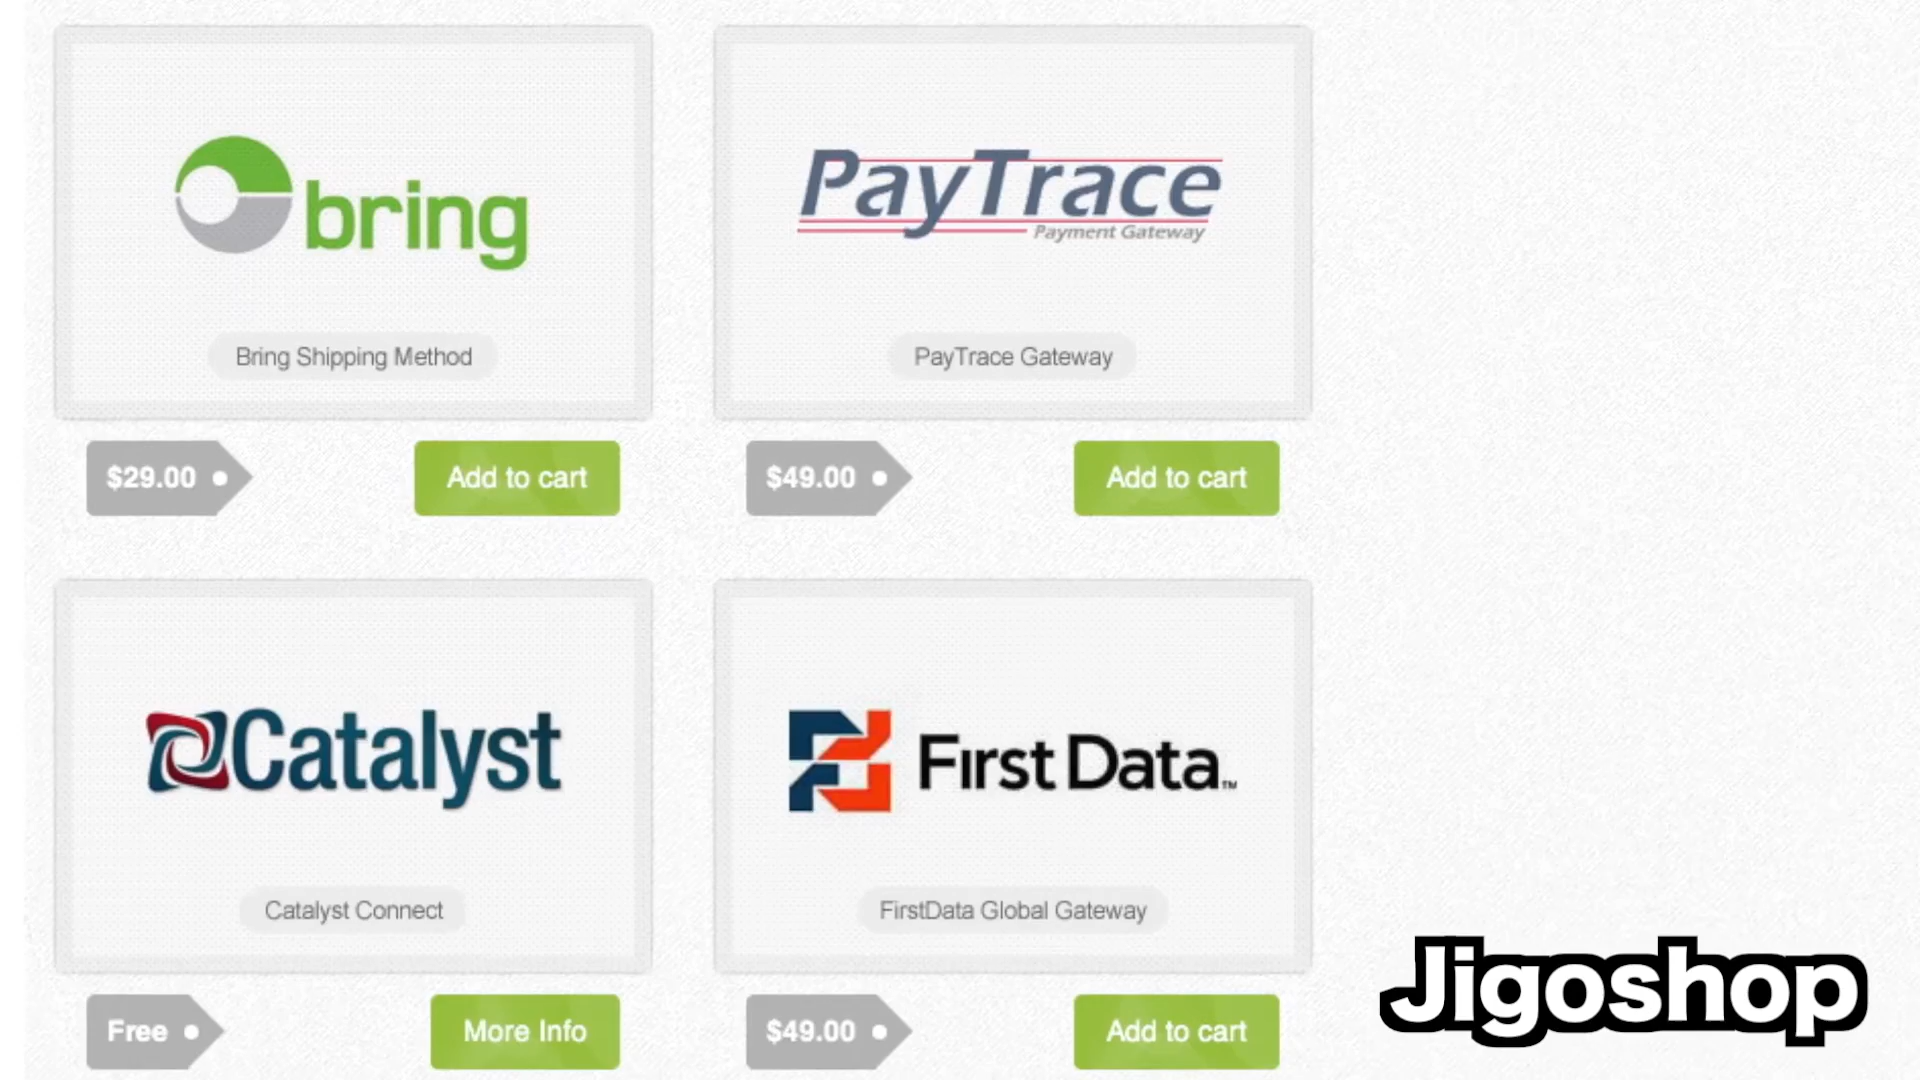 bring
Bring Shipping Method
$29.00
Add to cart
PayTrace
Payment Gateway
PayTrace Gateway
$49.00
Add to cart
Catalyst
Catalyst Connect
Free
More Info
First Data™
FirstData Global Gateway
$49.00
Add to cart
Jigoshop